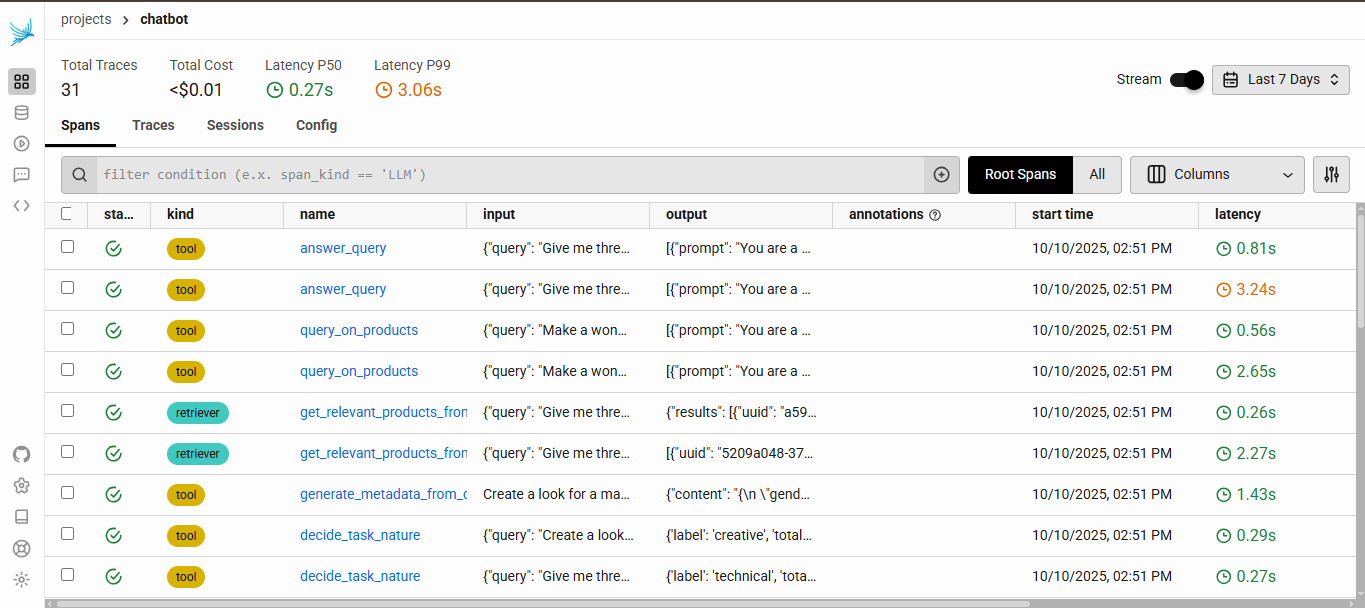 projects > chatbot
Total Traces Total Cost Latency P50 Latency P99
31 <$0.01 0.27s 3.06s
Stream Last 7 Days
Spans Traces Sessions Config
filter condition (e.x. span_kind == 'LLM') Root Spans All Columns
sta... kind name input output annotations start time latency
tool answer_query {"query": "Give me thre... [{"prompt": "You are a ... 10/10/2025, 02:51 PM 0.81s
tool answer_query {"query": "Give me thre... [{"prompt": "You are a ... 10/10/2025, 02:51 PM 3.24s
tool query_on_products {"query": "Make a won... [{"prompt": "You are a ... 10/10/2025, 02:51 PM 0.56s
tool query_on_products {"query": "Make a won... [{"prompt": "You are a ... 10/10/2025, 02:51 PM 2.65s
retriever get_relevant_products_fron {"query": "Give me thre... {"results": [{"uuid": "a59... 10/10/2025, 02:51 PM 0.26s
retriever get_relevant_products_fron {"query": "Give me thre... [{"uuid": "5209a048-37... 10/10/2025, 02:51 PM 2.27s
tool generate_metadata_from_c Create a look for a ma... {"content": "{\n \"gend... 10/10/2025, 02:51 PM 1.43s
tool decide_task_nature {"query": "Create a look... {'label': 'creative', 'total... 10/10/2025, 02:51 PM 0.29s
tool decide_task_nature {"query": "Give me thre... {'label': 'technical', 'tota... 10/10/2025, 02:51 PM 0.27s